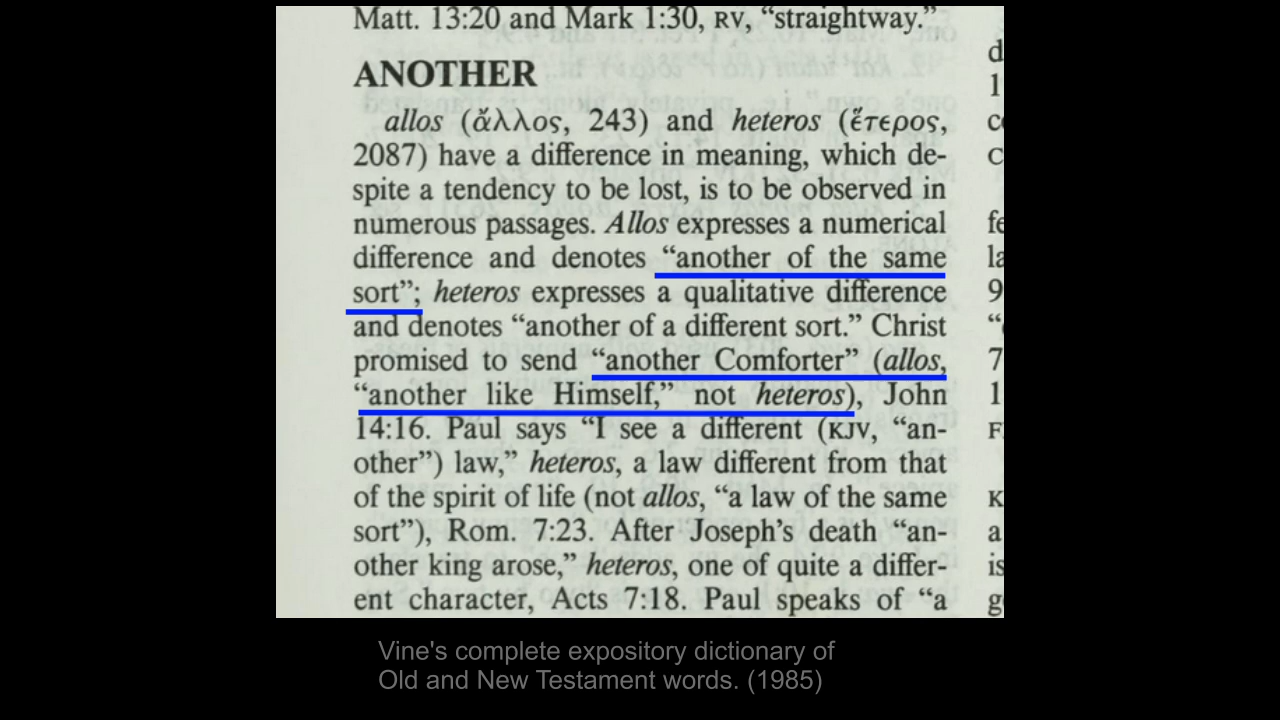 Matt. 13:20 and Mark 1:30, RV, “straightway.”
ANOTHER
allos (ἄλλος, 243) and heteros (ἕτερος,
2087) have a difference in meaning, which de-
spite a tendency to be lost, is to be observed in
numerous passages. Allos expresses a numerical
difference and denotes “another of the same
sort”; heteros expresses a qualitative difference
and denotes “another of a different sort.” Christ
promised to send “another Comforter” (allos,
“another like Himself,” not heteros), John
14:16. Paul says “I see a different (KJV, “an-
other”) law,” heteros, a law different from that
of the spirit of life (not allos, “a law of the same
sort”), Rom. 7:23. After Joseph’s death “an-
other king arose,” heteros, one of quite a differ-
ent character, Acts 7:18. Paul speaks of “a
Vine's complete expository dictionary of
Old and New Testament words. (1985)